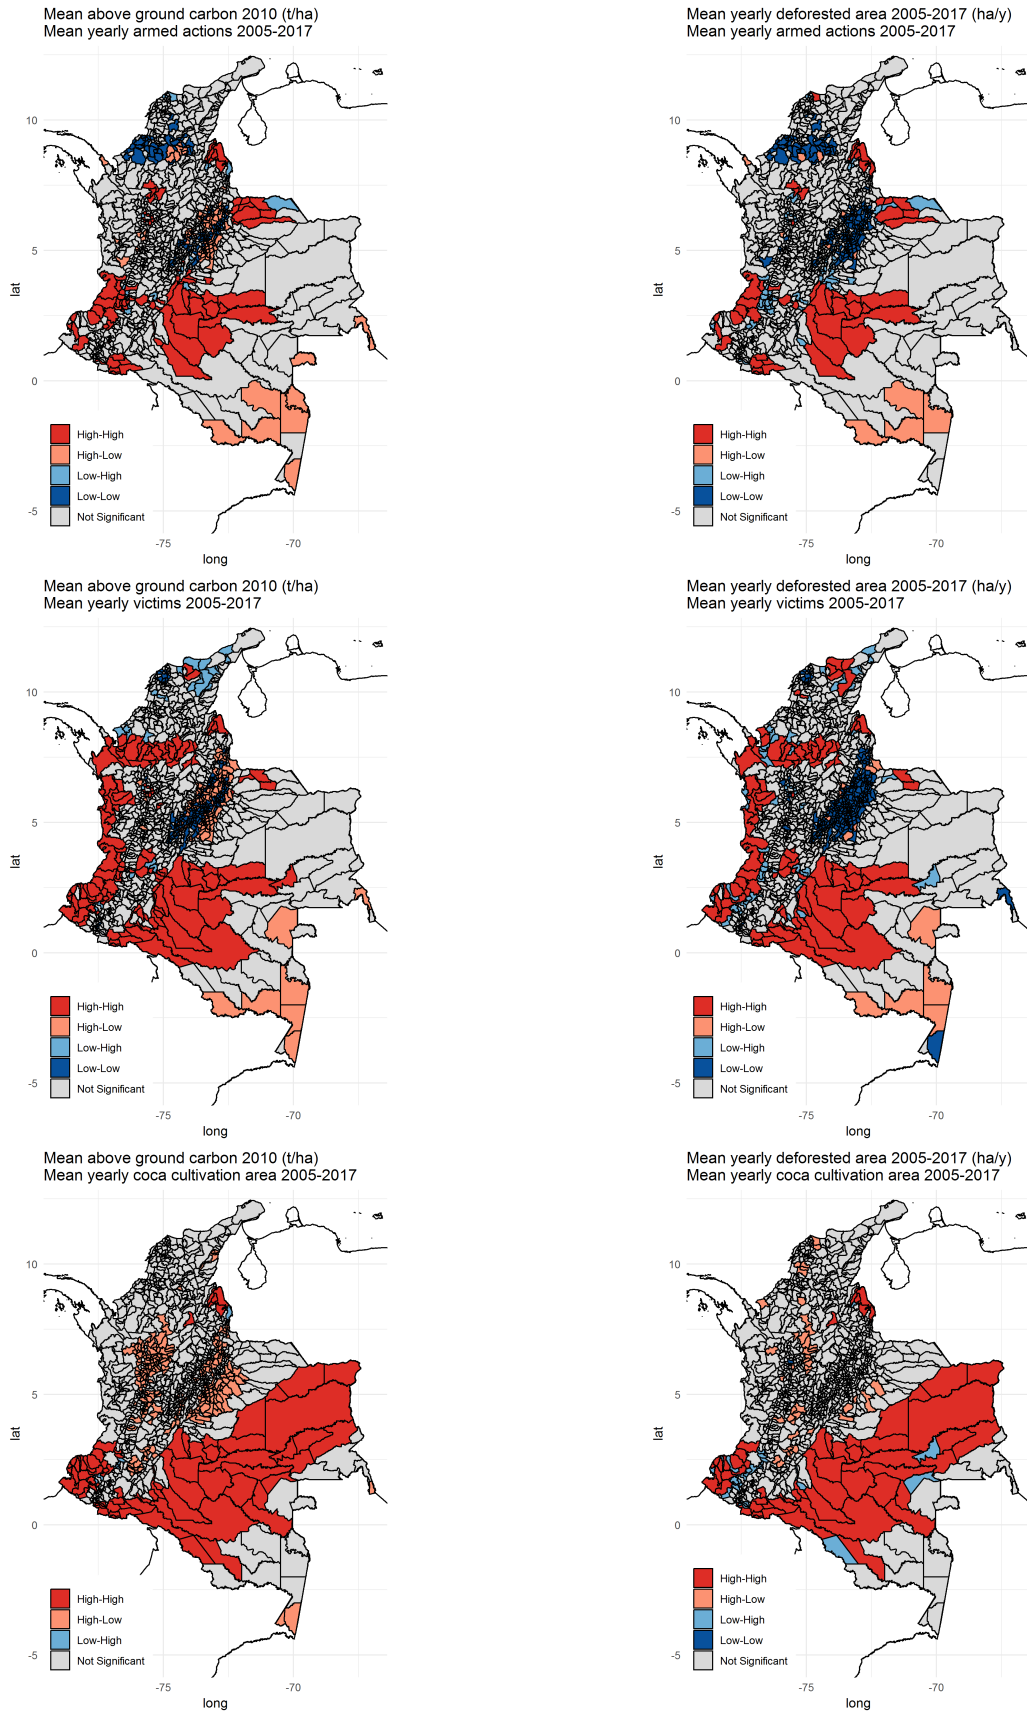 Mean above ground carbon 2010 (t/ha)
Mean yearly armed actions 2005-2017
10
5
0
-5
lat
High-High
High-Low
Low-High
Low-Low
Not Significant
-75
-70
long
Mean yearly deforested area 2005-2017 (ha/y)
Mean yearly armed actions 2005-2017
10
5
0
-5
lat
High-High
High-Low
Low-High
Low-Low
Not Significant
-75
-70
long
Mean above ground carbon 2010 (t/ha)
Mean yearly victims 2005-2017
10
5
0
-5
lat
High-High
High-Low
Low-High
Low-Low
Not Significant
-75
-70
long
Mean yearly deforested area 2005-2017 (ha/y)
Mean yearly victims 2005-2017
10
5
0
-5
lat
High-High
High-Low
Low-High
Low-Low
Not Significant
-75
-70
long
Mean above ground carbon 2010 (t/ha)
Mean yearly coca cultivation area 2005-2017
10
5
0
-5
lat
High-High
High-Low
Low-High
Not Significant
-75
-70
long
Mean yearly deforested area 2005-2017 (ha/y)
Mean yearly coca cultivation area 2005-2017
10
5
0
-5
lat
High-High
High-Low
Low-High
Low-Low
Not Significant
-75
-70
long